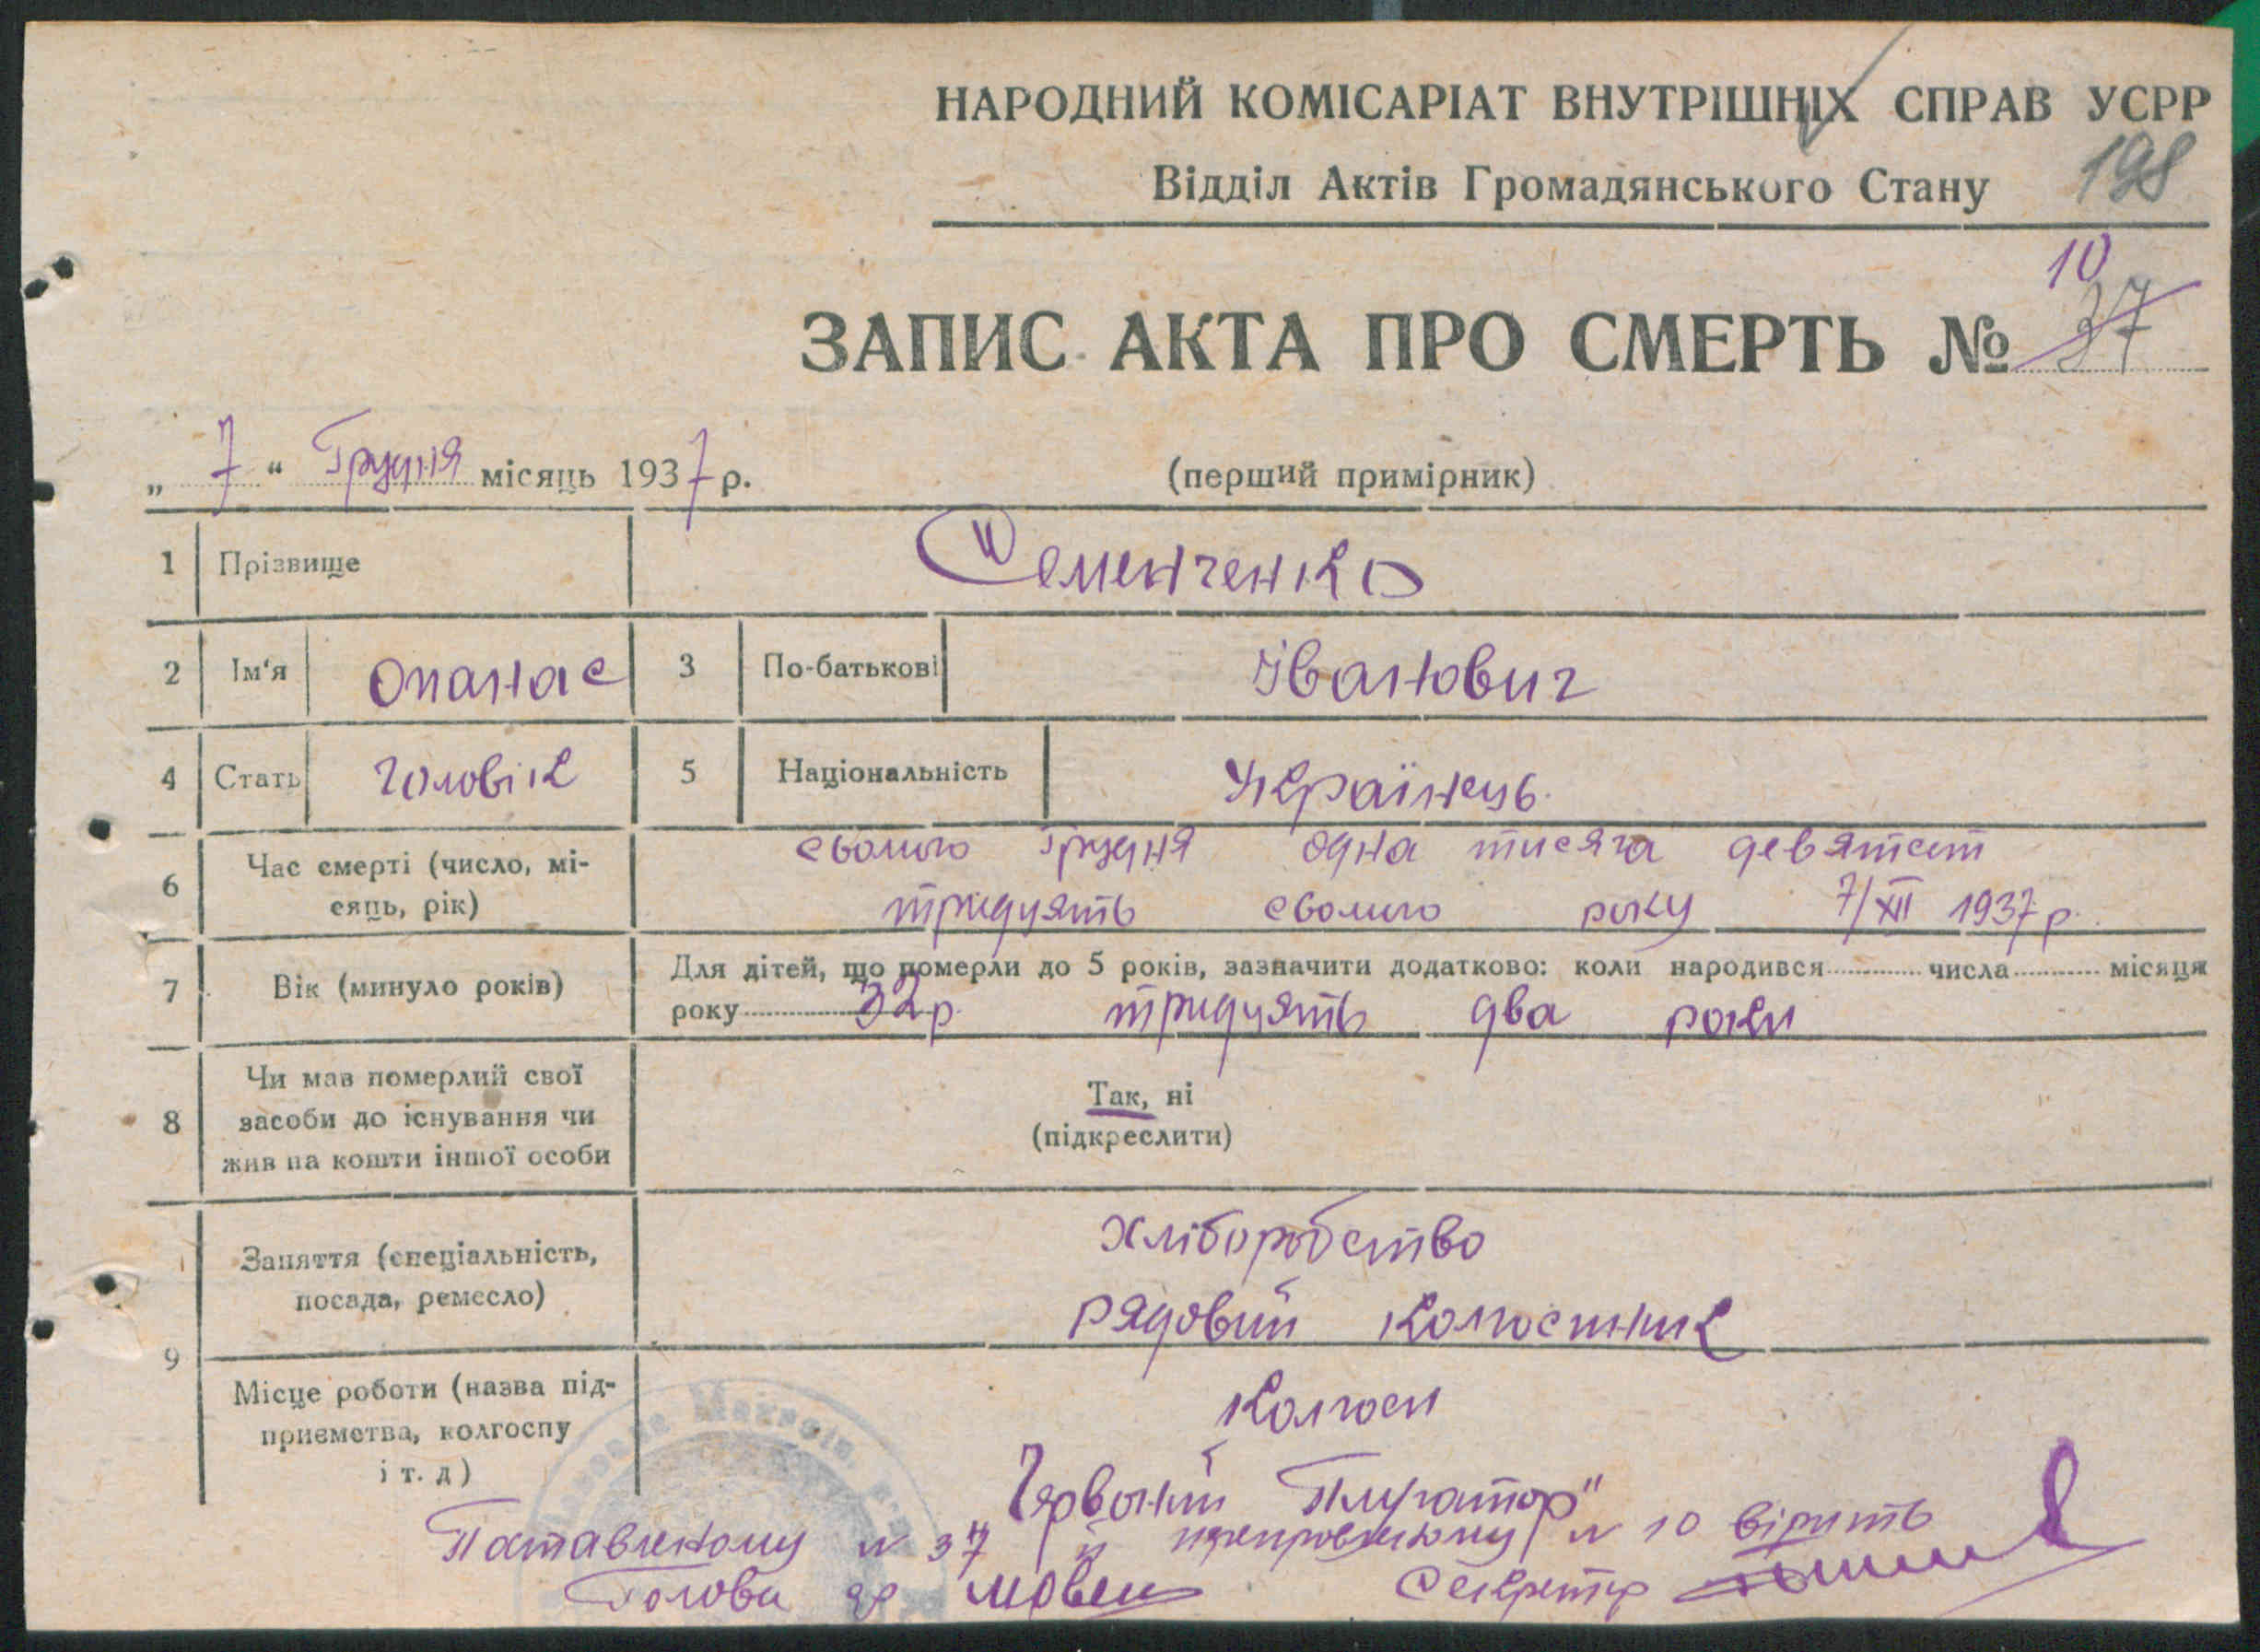 НАРОДНИЙ КОМІСАРІАТ ВНУТРІШНІХ СПРАВ УСРР
Відділ Актів Громадянського Стану 198
10
ЗАПИС АКТА ПРО СМЕРТЬ № 37
„ 7 “ Грудня місяць 1937 р. (перший примірник)
1 Прізвище Семенченко
2 Ім'я Опанас 3 По-батькові Іванович
4 Стать Чоловік 5 Національність Українець.
6 Час смерті (число, мі-
сяць, рік)
сьомого Грудня одна тисяча девятсот
тридцять сьомого року 7/XII 1937 р.
7 Вік (минуло років) Для дітей, що померли до 5 років, зазначити додатково: коли народився числа місяця
року 32 р. тридцять два роки
8 Чи мав померлий свої
засоби до існування чи
жив на кошти іншої особи
Так, ні
(підкреслити)
9 Заняття (спеціальність,
посада, ремесло)
хліборобство
рядовий колгоспник
Місце роботи (назва під-
приємства, колгоспу
і т. д)
колгосп
Червоний Плугатор"
Поставленому № 37 й перепровленому № 10 вірить
Голова Секретар